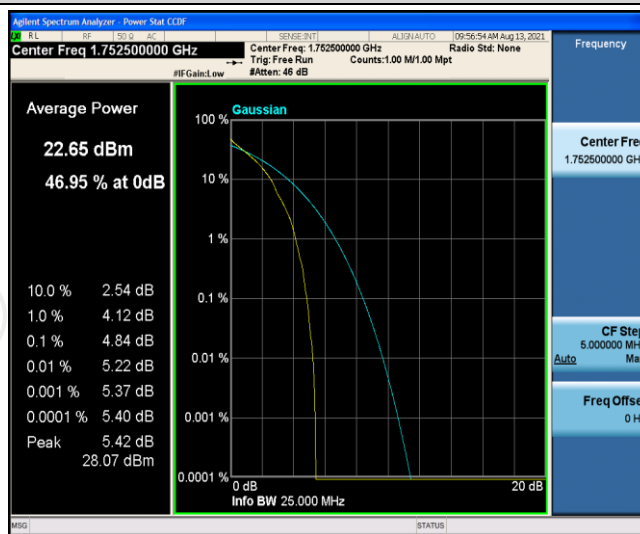 Agilent Spectrum Analyzer - Power Stat CCDF
RL RF 50 Ω AC SENSE:INT ALIGNAUTO 09:56:54 AM Aug 13, 2021
Center Freq 1.752500000 GHz
Center Freq: 1.752500000 GHz Radio Std: None
Trig: Free Run Counts:1.00 M/1.00 Mpt
#IFGain:Low #Atten: 46 dB
Frequency
Average Power
22.65 dBm
46.95 % at 0dB
10.0 % 2.54 dB
1.0 % 4.12 dB
0.1 % 4.84 dB
0.01 % 5.22 dB
0.001 % 5.37 dB
0.0001 % 5.40 dB
Peak 5.42 dB
28.07 dBm
Gaussian
100 %
10 %
1 %
0.1 %
0.01 %
0.001 %
0.0001 %
0 dB 20 dB
Info BW 25.000 MHz
Center Fre
1.752500000 GH
CF Ste
5.000000 MH
Auto Ma
Freq Offse
0 H
MSG STATUS